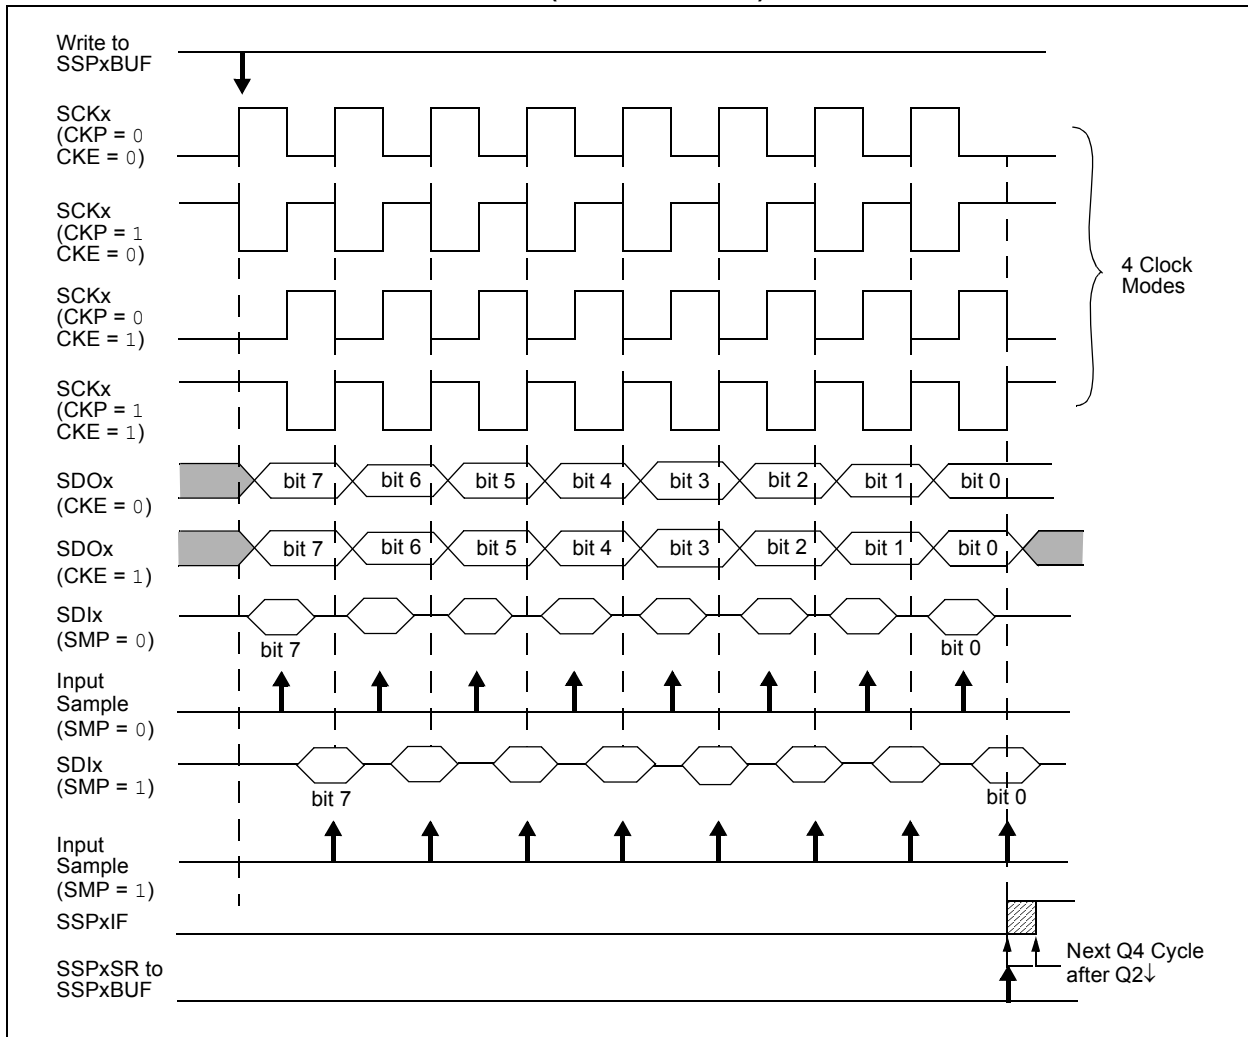 Write to
SSPxBUF
SCKx
(CKP = 0
CKE = 0)
SCKx
(CKP = 1
CKE = 0)
SCKx
(CKP = 0
CKE = 1)
SCKx
(CKP = 1
CKE = 1)
4 Clock
Modes
SDOx
(CKE = 0)
bit 7 bit 6 bit 5 bit 4 bit 3 bit 2 bit 1 bit 0
SDOx
(CKE = 1)
bit 7 bit 6 bit 5 bit 4 bit 3 bit 2 bit 1 bit 0
SDIx
(SMP = 0)
bit 7 bit 0
Input
Sample
(SMP = 0)
SDIx
(SMP = 1)
bit 7 bit 0
Input
Sample
(SMP = 1)
SSPxIF
SSPxSR to
SSPxBUF
Next Q4 Cycle
after Q2↓